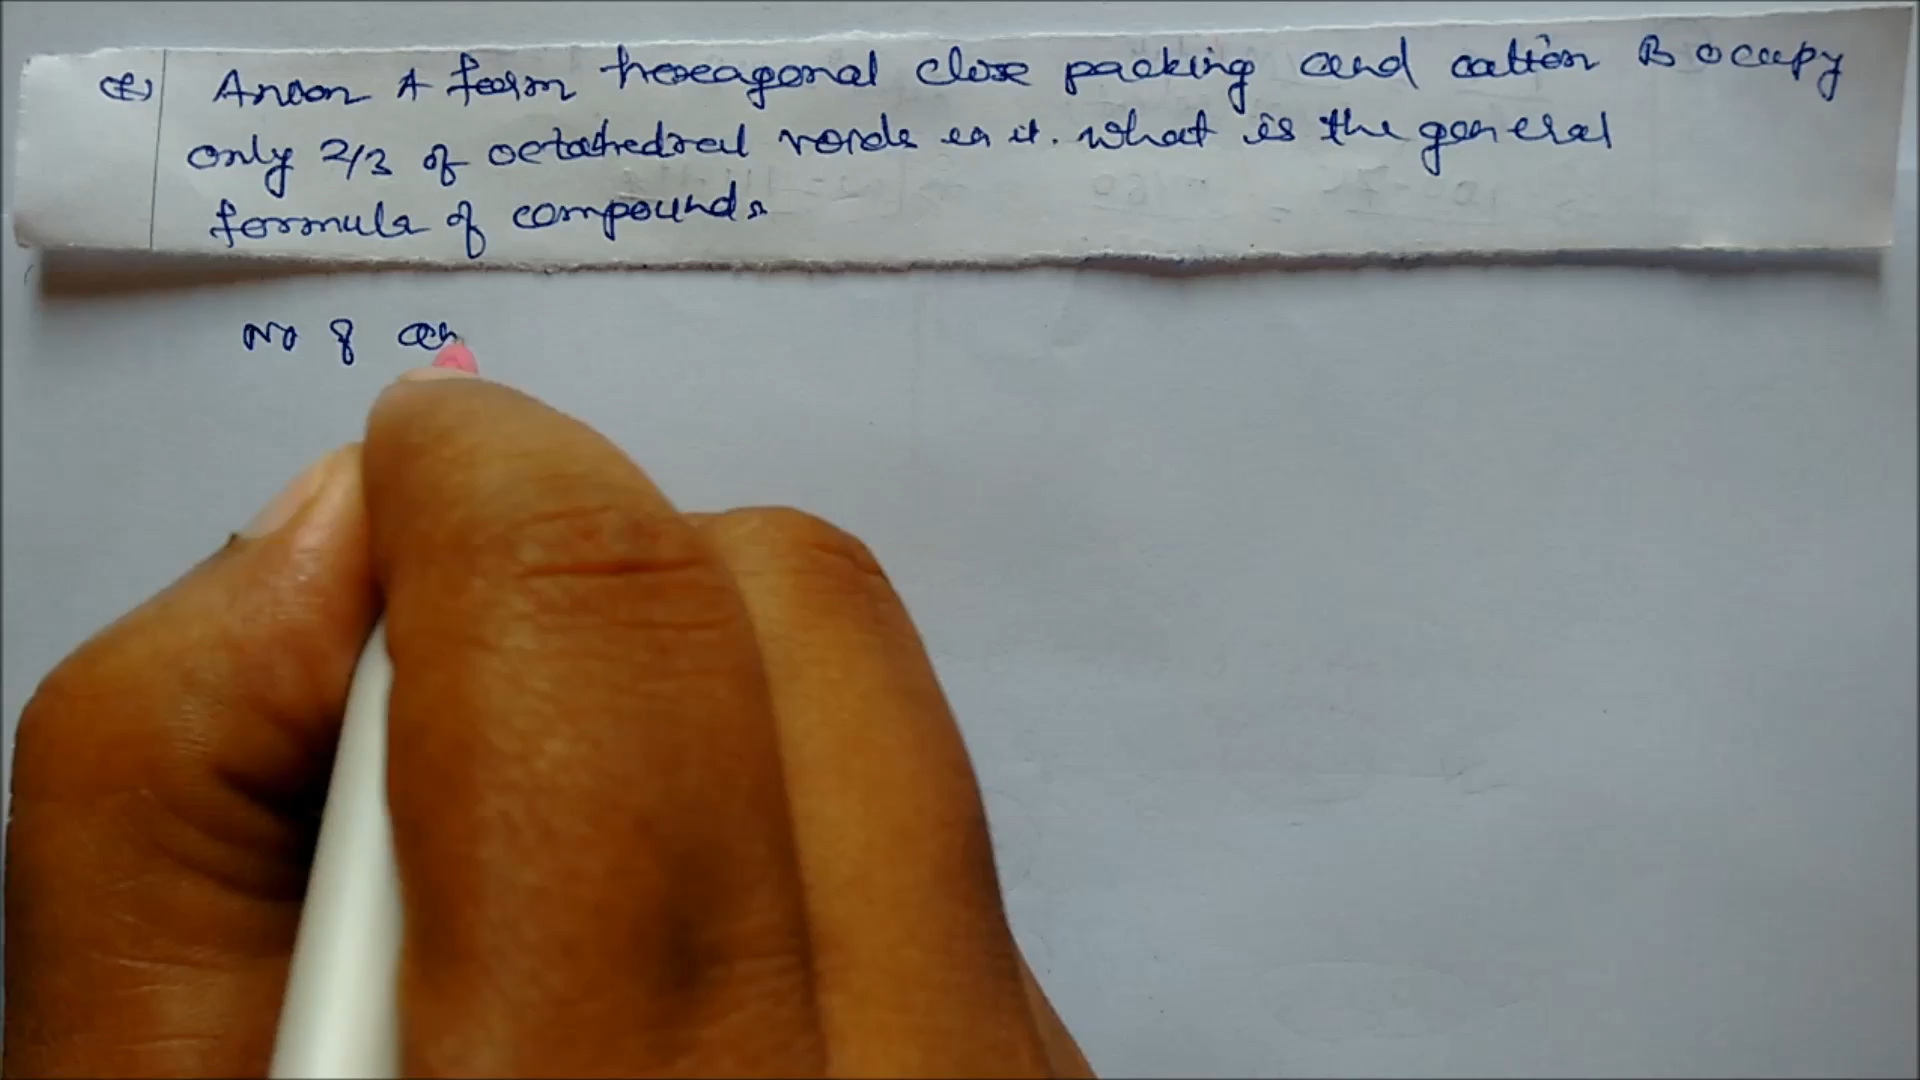 Q) Anion A form hexagonal close packing and cation B occupy
only 2/3 of octahedral voids in it. what is the general
formula of compounds
No of an